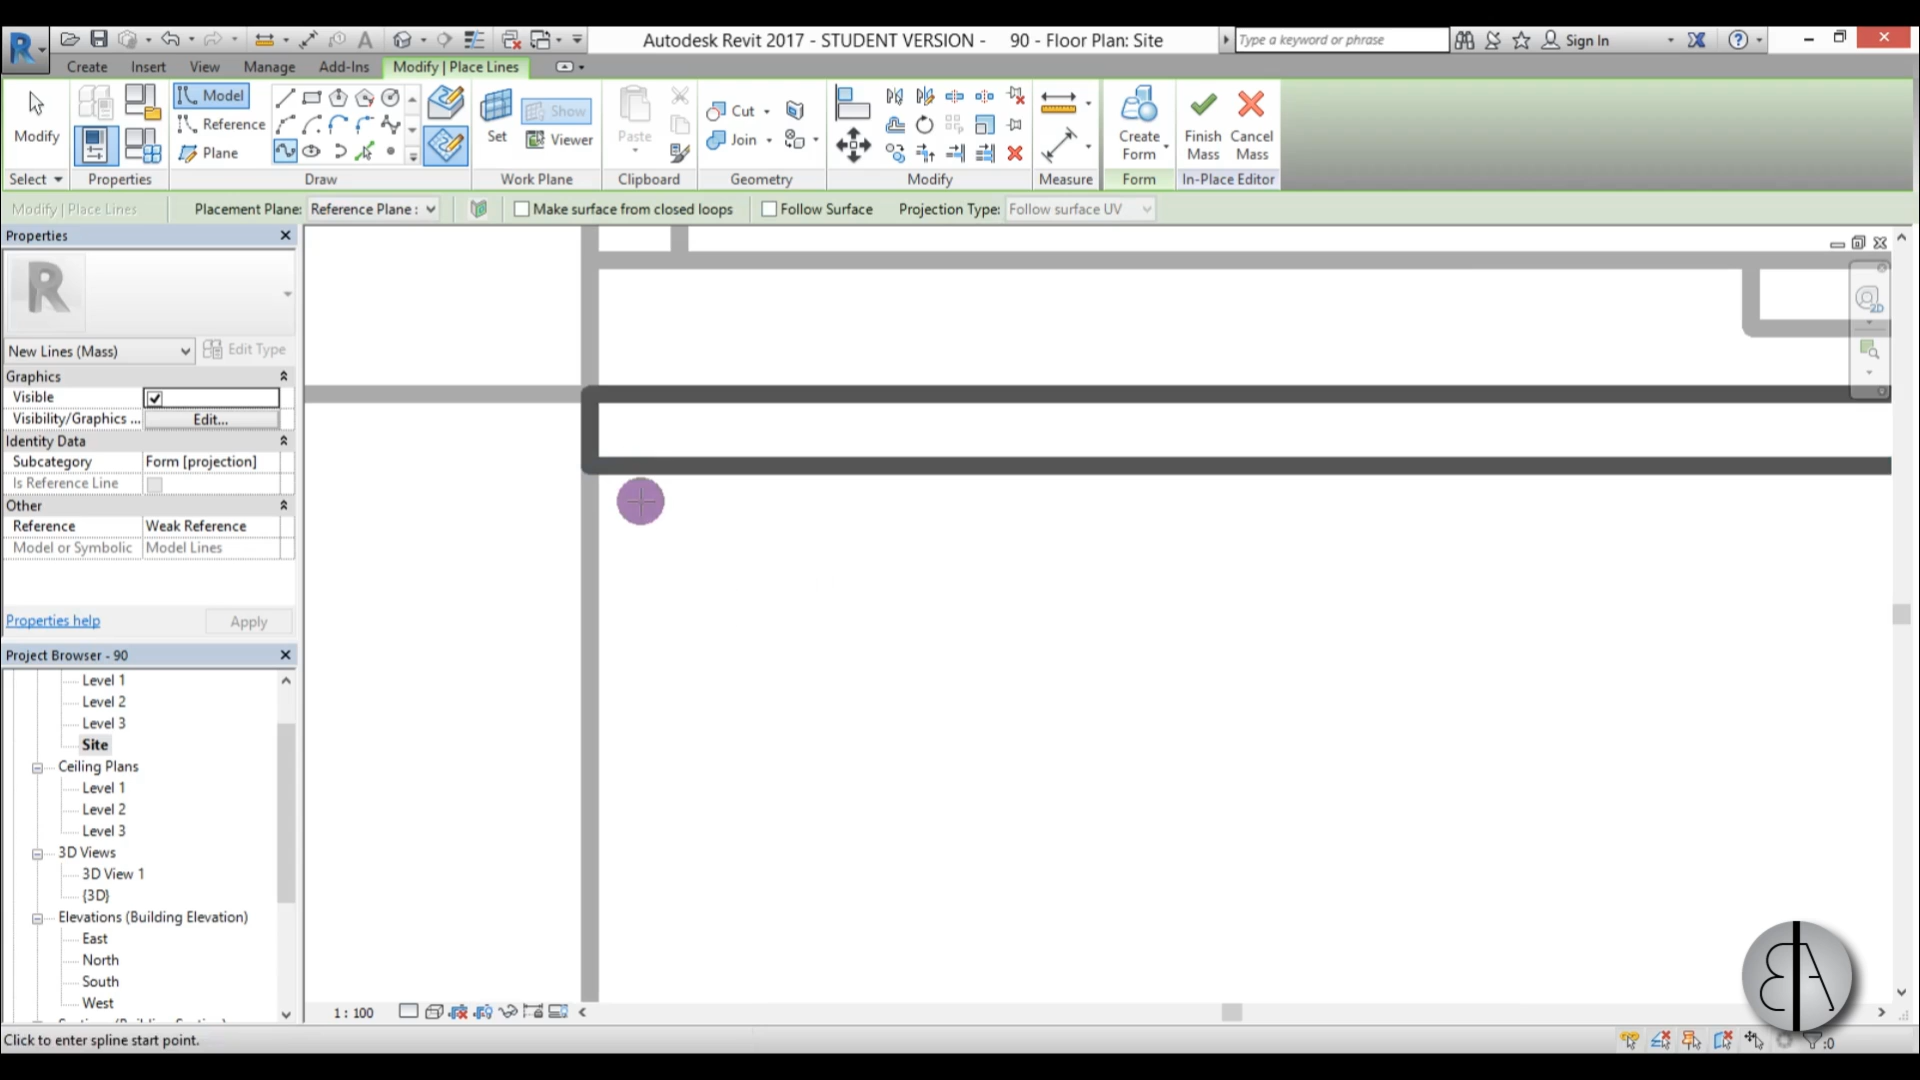 Autodesk Revit 2017 - STUDENT VERSION - 90 - Floor Plan: Site
Type a keyword or phrase
Sign In
Create Insert View Manage Add-Ins Modify | Place Lines
Modify
Model
Reference
Plane
Set
Show
Viewer
Paste
Cut
Join
Create Form
Finish Mass
Cancel Mass
Select Properties Draw Work Plane Clipboard Geometry Modify Measure Form In-Place Editor
Modify | Place Lines Placement Plane: Reference Plane : Make surface from closed loops Follow Surface Projection Type: Follow surface UV
Properties
R
New Lines (Mass) Edit Type
Graphics
Visible
Visibility/Graphics ... Edit...
Identity Data
Subcategory Form [projection]
Is Reference Line
Other
Reference Weak Reference
Model or Symbolic Model Lines
Properties help Apply
Project Browser - 90
Level 1
Level 2
Level 3
Site
Ceiling Plans
Level 1
Level 2
Level 3
3D Views
3D View 1
{3D}
Elevations (Building Elevation)
East
North
South
West
2D
1 : 100
Click to enter spline start point.
:0